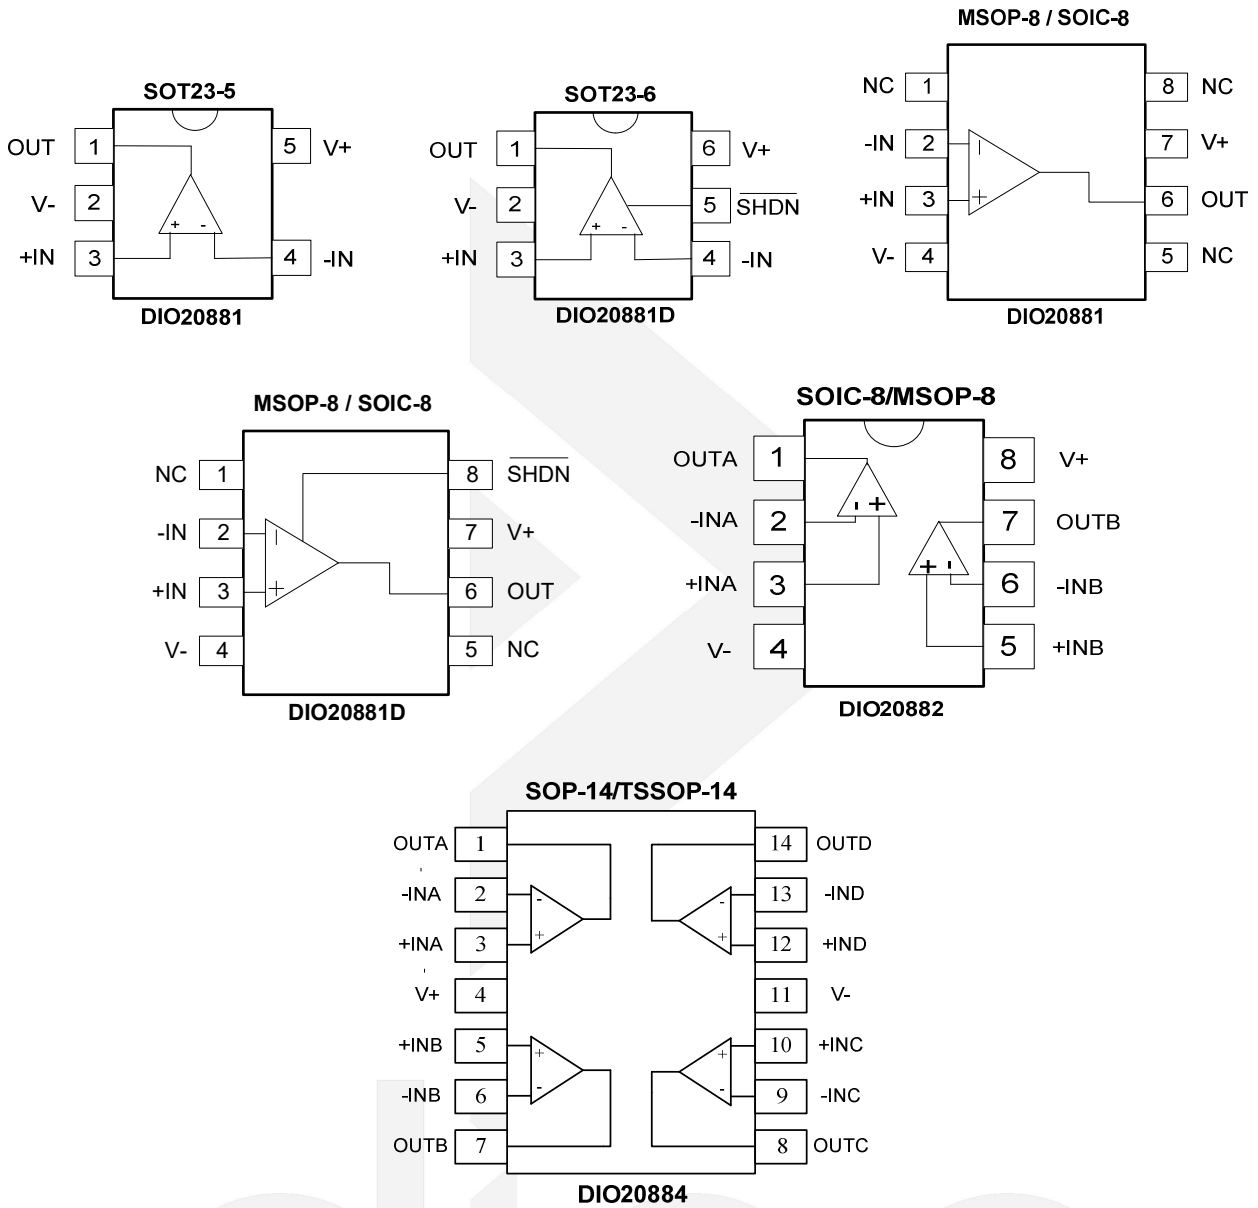 MSOP-8 / SOIC-8
NC 1 8 NC
-IN 2 7 V+
+IN 3 6 OUT
V- 4 5 NC
DIO20881
SOT23-5
OUT 1 5 V+
V- 2
+IN 3 4 -IN
+ -
DIO20881
SOT23-6
OUT 1 6 V+
V- 2 5 SHDN
+IN 3 4 -IN
+ -
DIO20881D
MSOP-8 / SOIC-8
NC 1 8 SHDN
-IN 2 7 V+
+IN 3 6 OUT
V- 4 5 NC
DIO20881D
SOIC-8/MSOP-8
OUTA 1 8 V+
-INA 2 - + 7 OUTB
+INA 3 + - 6 -INB
V- 4 5 +INB
DIO20882
SOP-14/TSSOP-14
OUTA 1 14 OUTD
-INA 2 - - 13 -IND
+INA 3 + + 12 +IND
V+ 4 11 V-
+INB 5 + + 10 +INC
-INB 6 - - 9 -INC
OUTB 7 8 OUTC
DIO20884